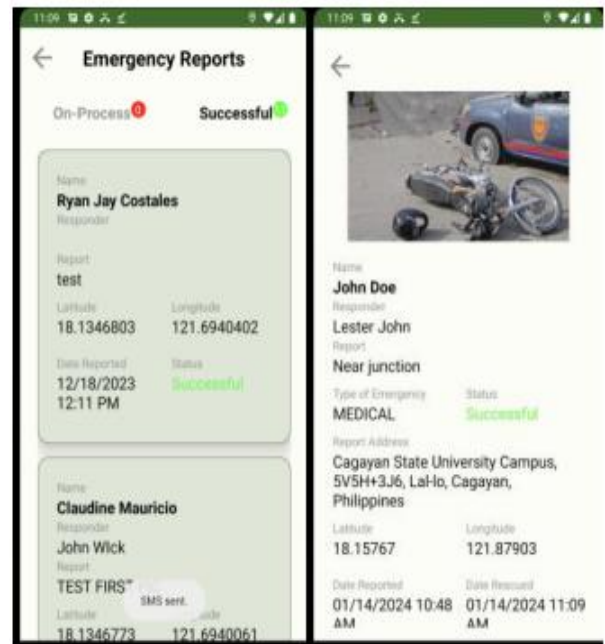 11:09
Emergency Reports
On-Process 0
Successful
Name
Ryan Jay Costales
Responder
Report
test
Latitude Longitude
18.1346803 121.6940402
Date Reported Status
12/18/2023 Successful
12:11 PM
Name
Claudine Mauricio
Responder
John WIck
Report
TEST FIRST
SMS sent.
Latitude
18.1346773 121.6940061
11:09
Name
John Doe
Responder
Lester John
Report
Near junction
Type of Emergency Status
MEDICAL Successful
Report Address
Cagayan State University Campus,
5V5H+3J6, Lal-lo, Cagayan,
Philippines
Latitude Longitude
18.15767 121.87903
Date Reported Date Rescued
01/14/2024 10:48 01/14/2024 11:09
AM AM